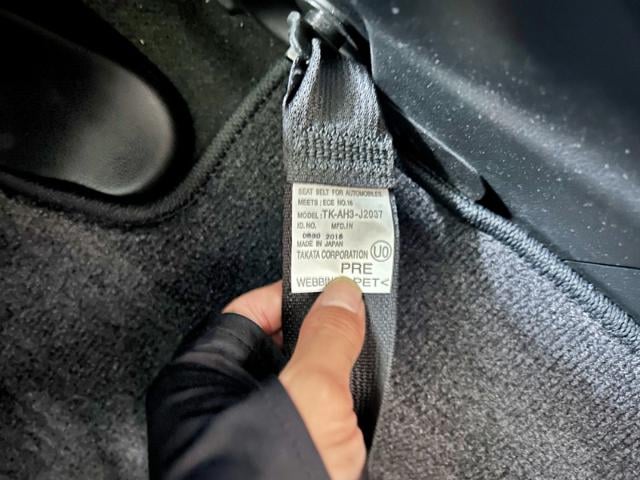 SEAT BELT FOR AUTOMOBILES
MEETS:ECE NO.16
MODEL:TK-AH3-J2037
ID.NO. MFD.IN
2018
MADE IN JAPAN
TAKATA CORPORATION U0
PRE
PET<